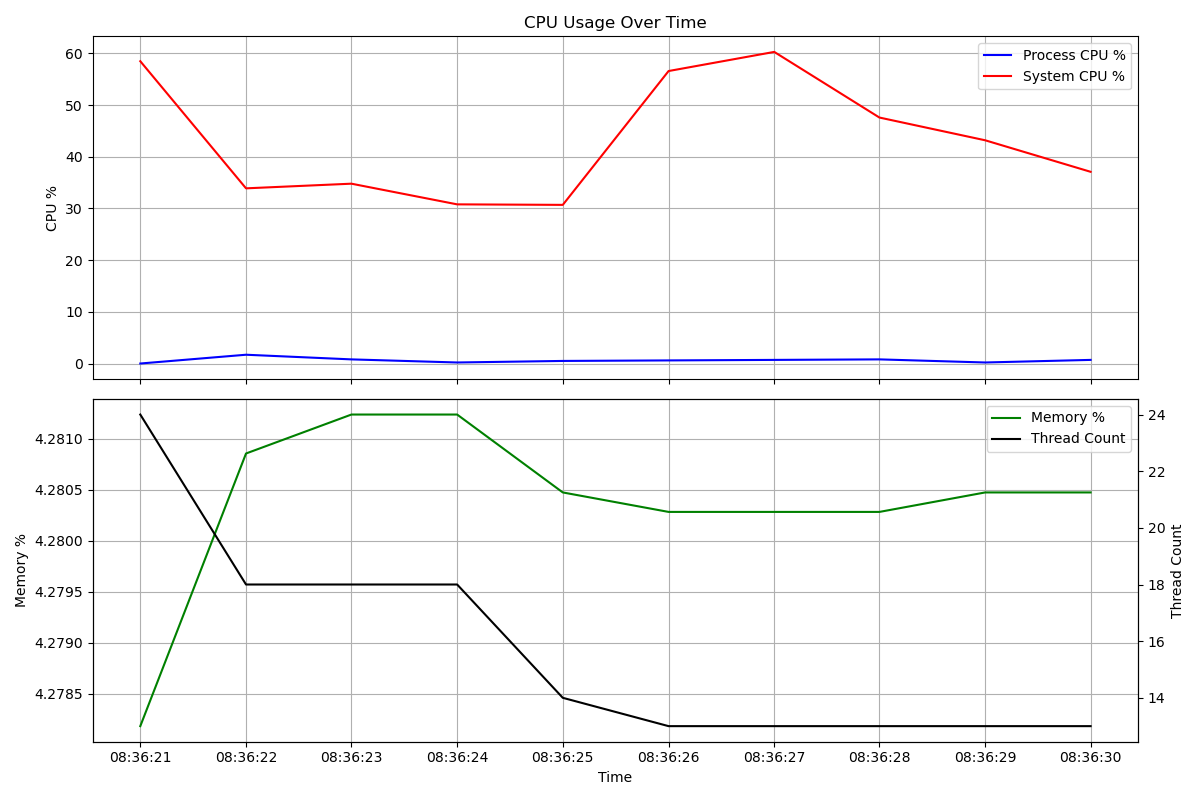 CPU Usage Over Time
Process CPU %
System CPU %
CPU %
60
50
40
30
20
10
0
Memory %
Thread Count
Memory %
4.2810
4.2805
4.2800
4.2795
4.2790
4.2785
24
22
20
18
16
14
Thread Count
08:36:21 08:36:22 08:36:23 08:36:24 08:36:25 08:36:26 08:36:27 08:36:28 08:36:29 08:36:30
Time